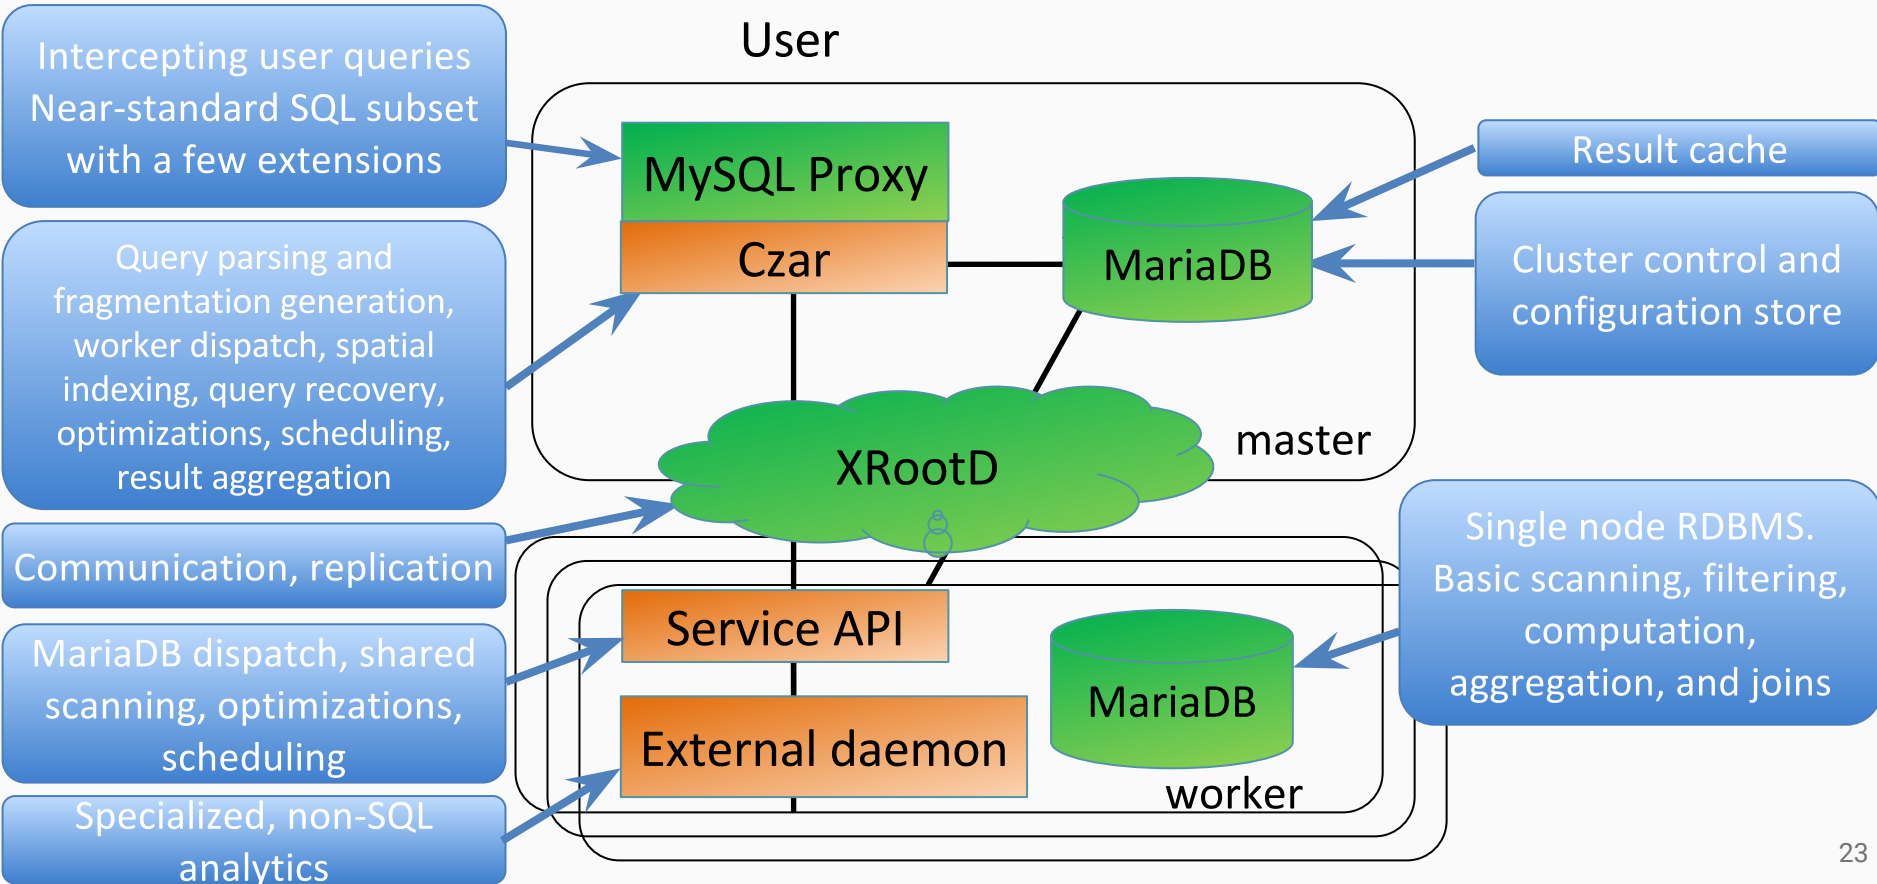 User
Intercepting user queries
Near-standard SQL subset
with a few extensions
MySQL Proxy
Czar
MariaDB
Result cache
Cluster control and
configuration store
Query parsing and
fragmentation generation,
worker dispatch, spatial
indexing, query recovery,
optimizations, scheduling,
result aggregation
master
XRootD
Communication, replication
Single node RDBMS.
Basic scanning, filtering,
computation,
aggregation, and joins
Service API
MariaDB dispatch, shared
scanning, optimizations,
scheduling
External daemon
MariaDB
worker
Specialized, non-SQL
analytics
23